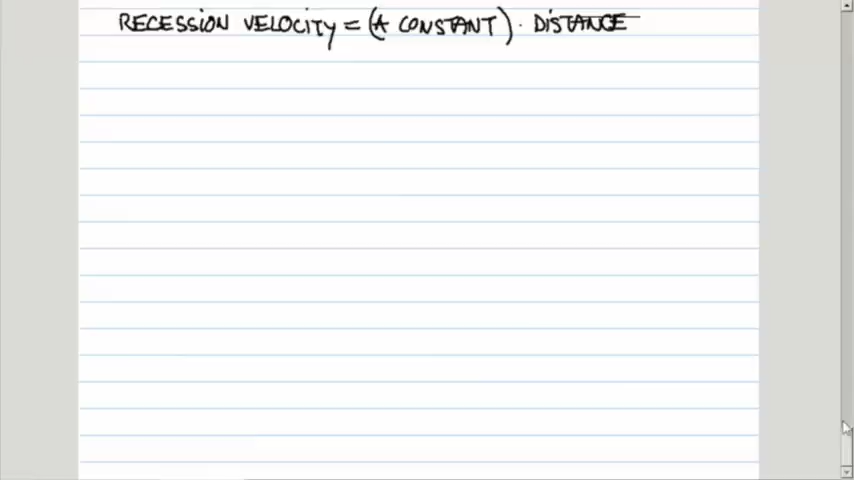 RECESSION VELOCITY = (A CONSTANT) · DISTANCE